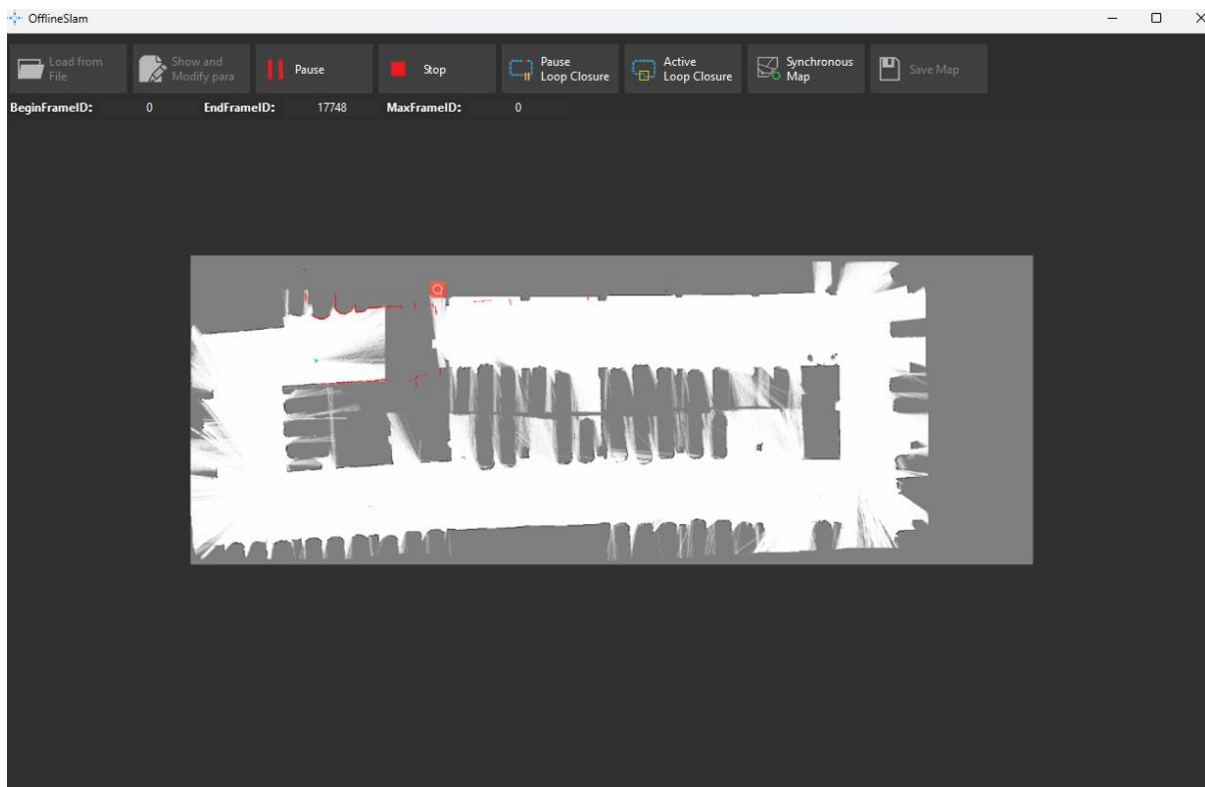 OfflineSlam
Load from
File
Show and
Modify para
Pause
Stop
Pause
Loop Closure
Active
Loop Closure
Synchronous
Map
Save Map
BeginFrameID: 0 EndFrameID: 17748 MaxFrameID: 0